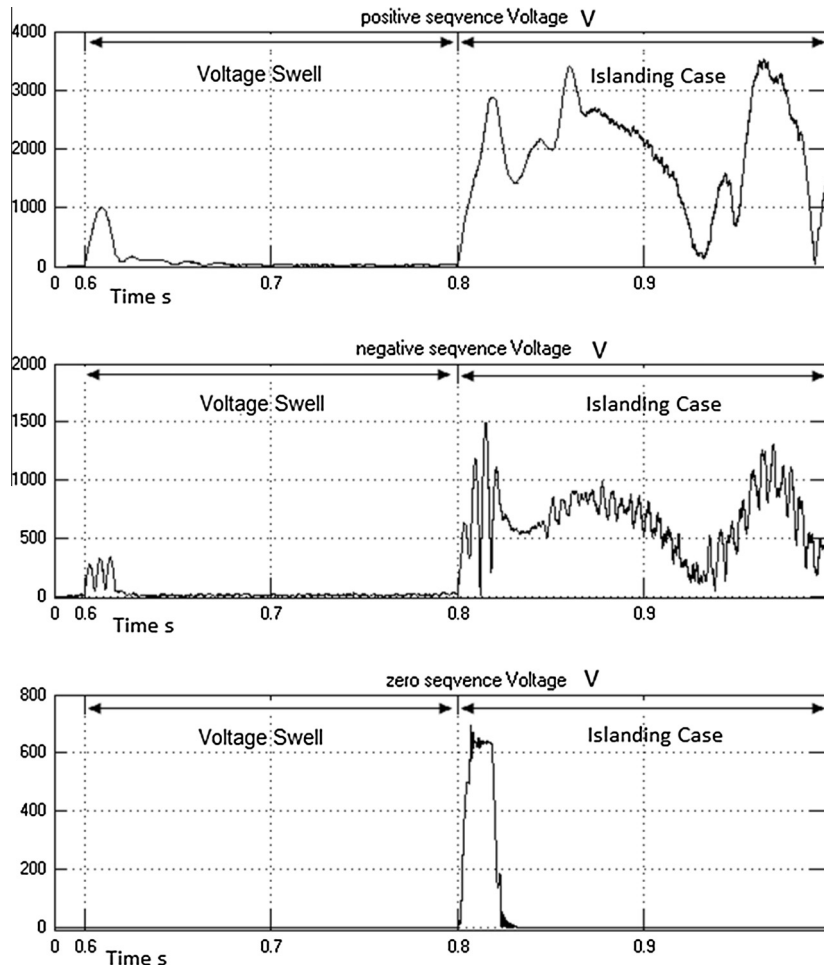 positive seqvence Voltage V
4000
Voltage Swell
Islanding Case
3000
2000
1000
0
0 0.6 0.7 0.8 0.9
Time s
negative seqvence Voltage V
2000
Voltage Swell
Islanding Case
1500
1000
500
0
0 0.6 0.7 0.8 0.9
Time s
zero seqvence Voltage V
800
Voltage Swell
Islanding Case
600
400
200
0
0 0.6 0.7 0.8 0.9
Time s